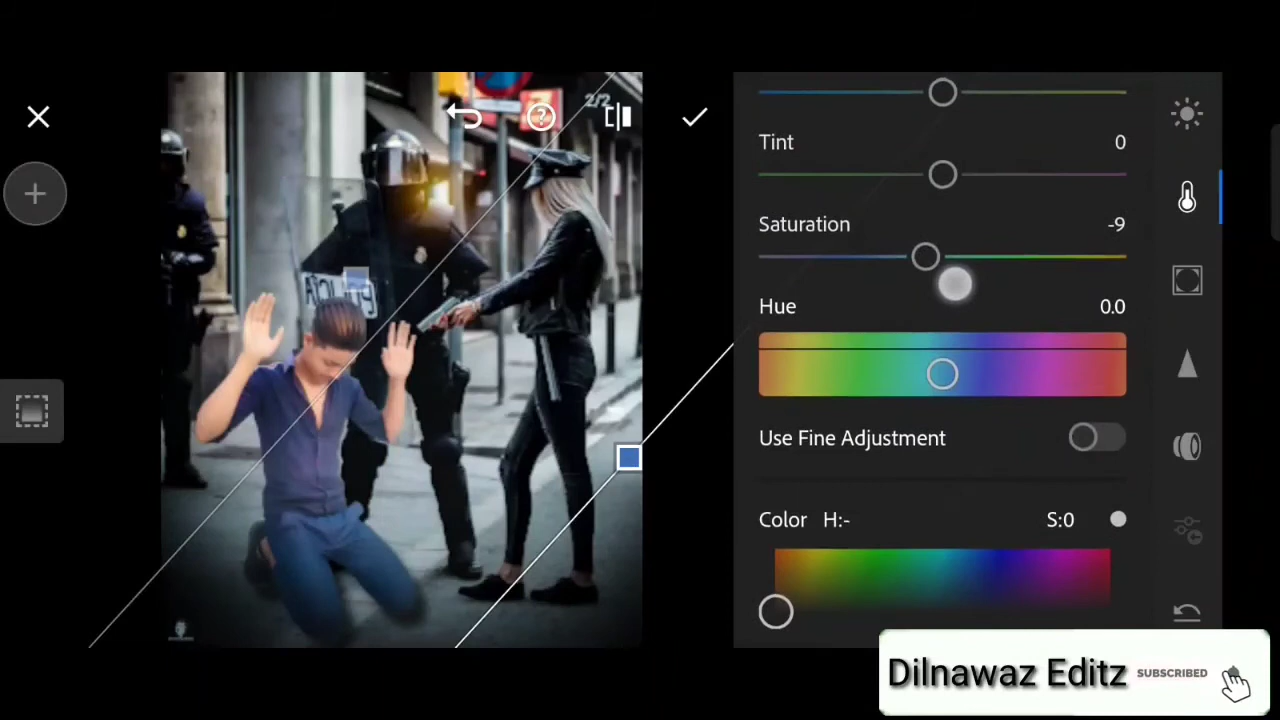 2/2
Tint 0
Saturation -9
Hue 0.0
Use Fine Adjustment
Color H:- S:0
Dilnawaz Editz SUBSCRIBED